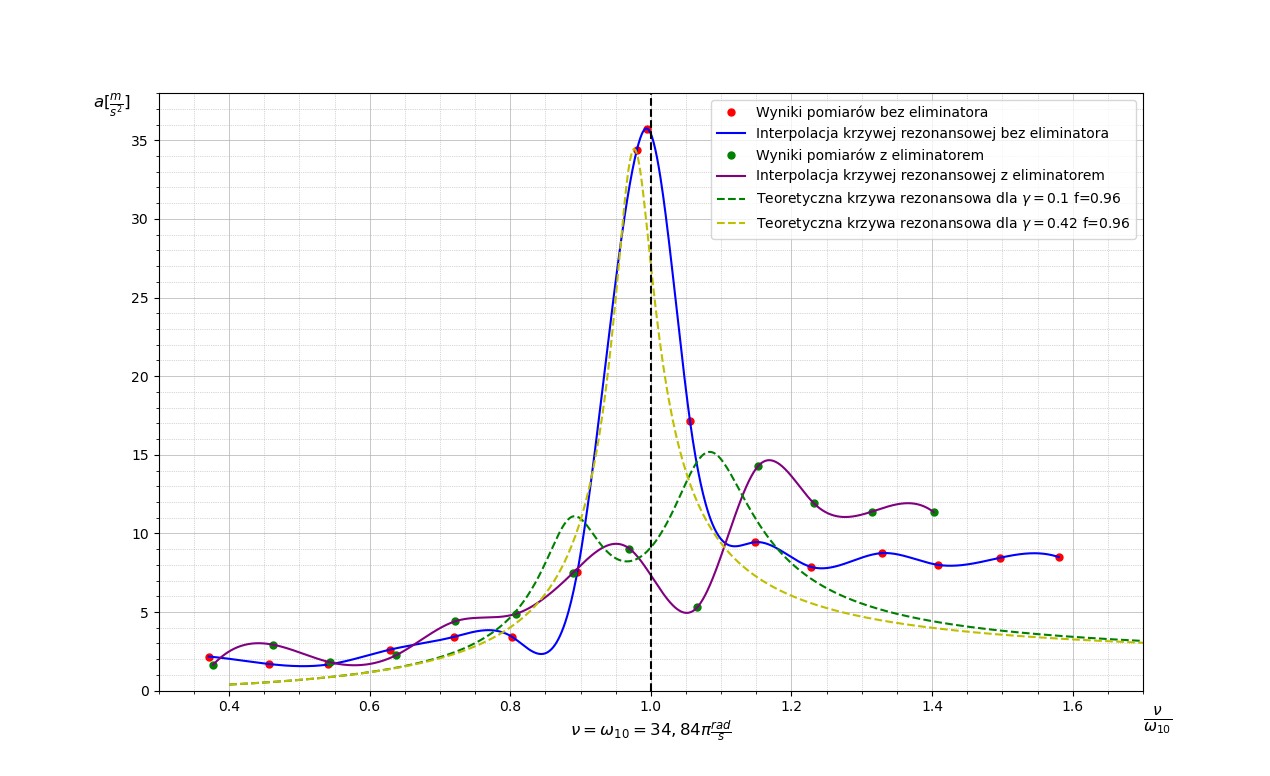 a[m/s²]
35
30
25
20
15
10
5
0
Wyniki pomiarów bez eliminatora
Interpolacja krzywej rezonansowej bez eliminatora
Wyniki pomiarów z eliminatorem
Interpolacja krzywej rezonansowej z eliminatorem
Teoretyczna krzywa rezonansowa dla γ = 0.1 f=0.96
Teoretyczna krzywa rezonansowa dla γ = 0.42 f=0.96
0.4 0.6 0.8 1.0 1.2 1.4 1.6
ν/ω₁₀
ν = ω₁₀ = 34, 84π rad/s